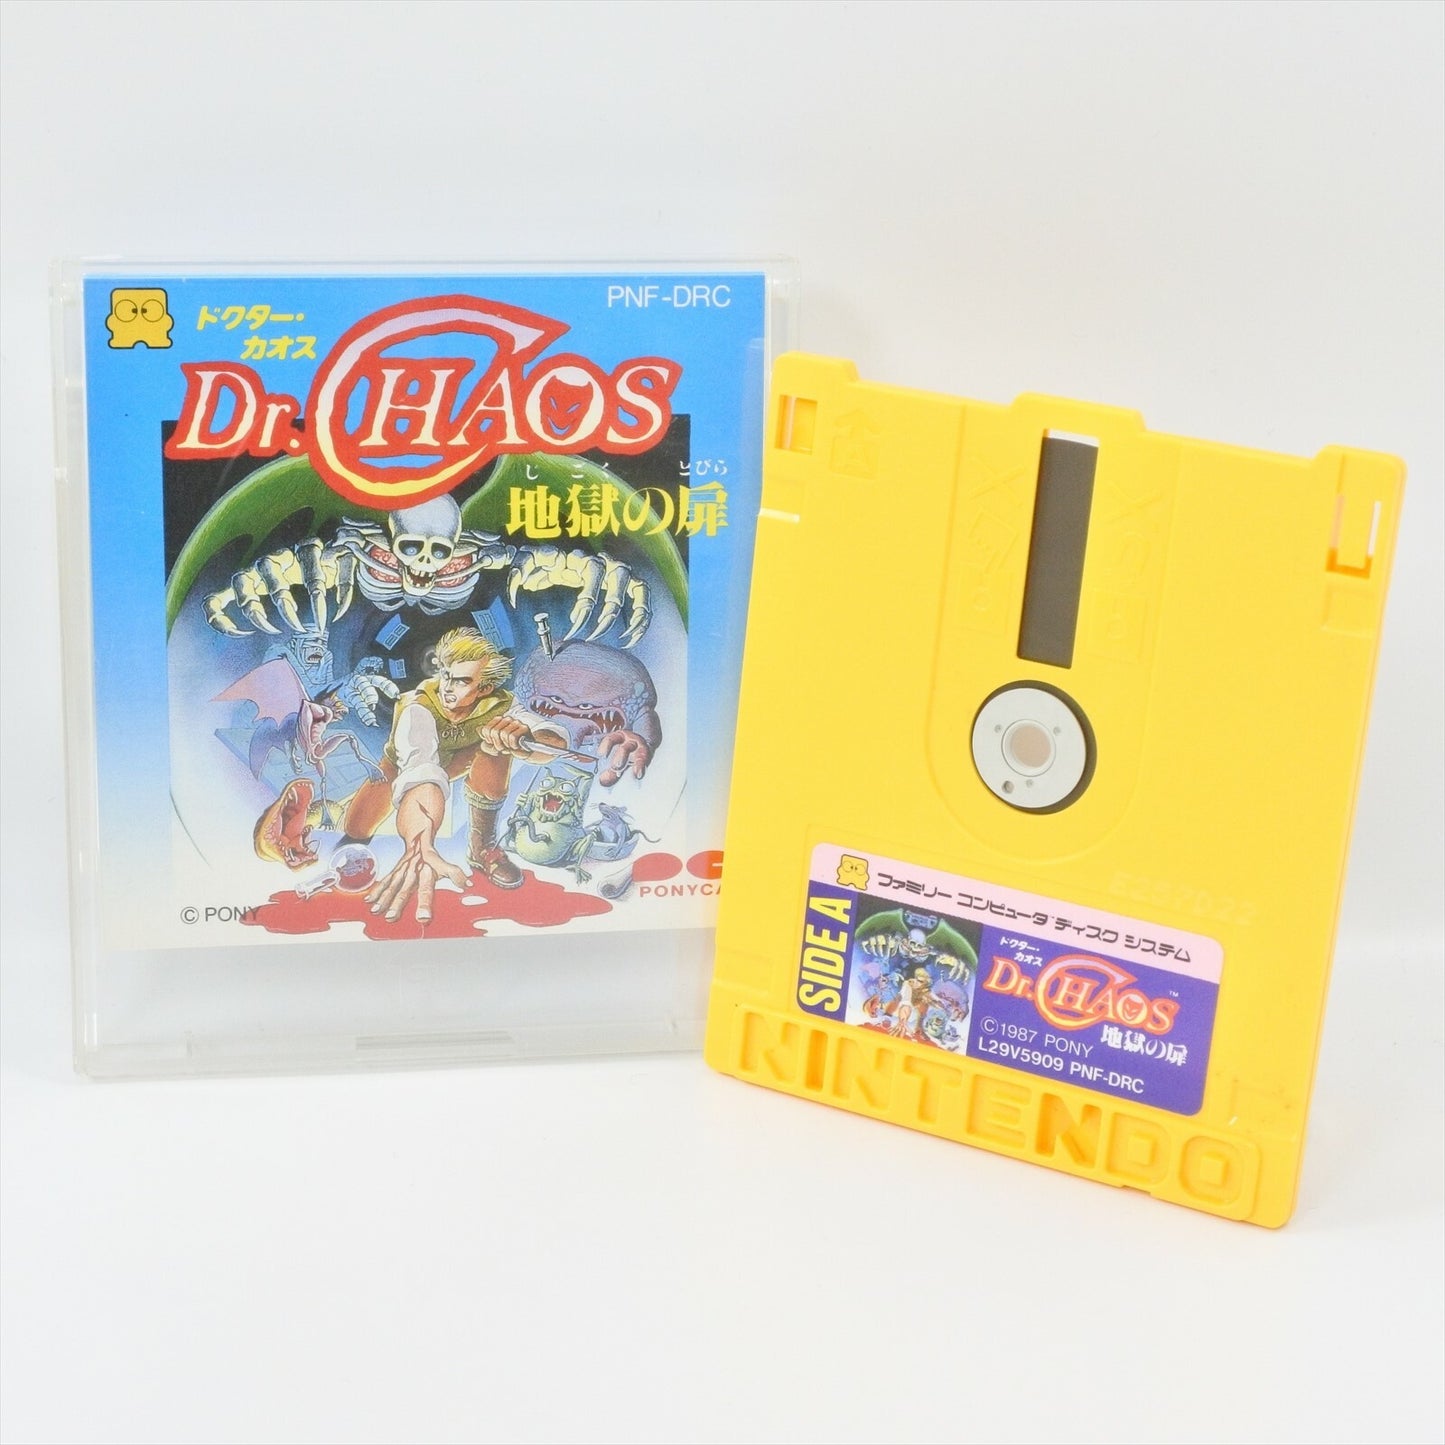 PNF-DRC
ドクター・
カオス
Dr. CHAOS
じごく とびら
地獄の扉
© PONY
PONYCA
ファミリー コンピュータ ディスク システム
SIDE A
ドクター・
カオス
Dr. CHAOS™
地獄の扉
©1987 PONY
L29V5909 PNF-DRC
NINTENDO